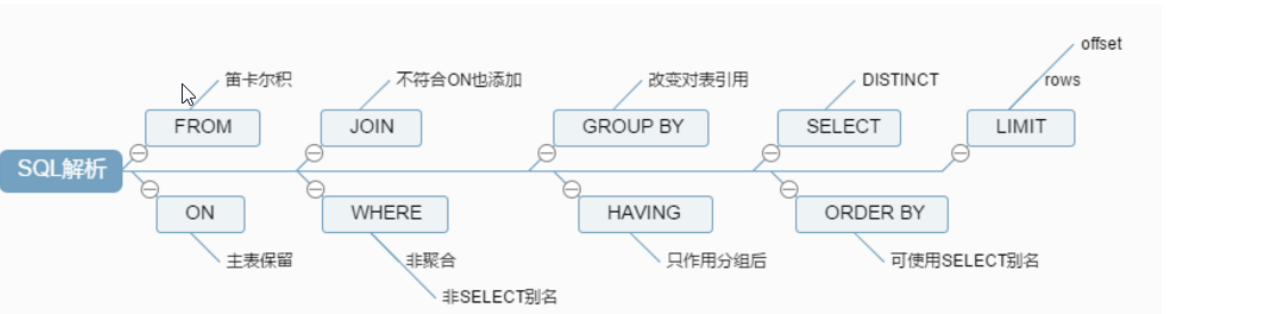 SQL解析
FROM
笛卡尔积
ON
主表保留
JOIN
不符合ON也添加
WHERE
非聚合
非SELECT别名
GROUP BY
改变对表引用
HAVING
只作用分组后
SELECT
DISTINCT
ORDER BY
可使用SELECT别名
LIMIT
offset
rows